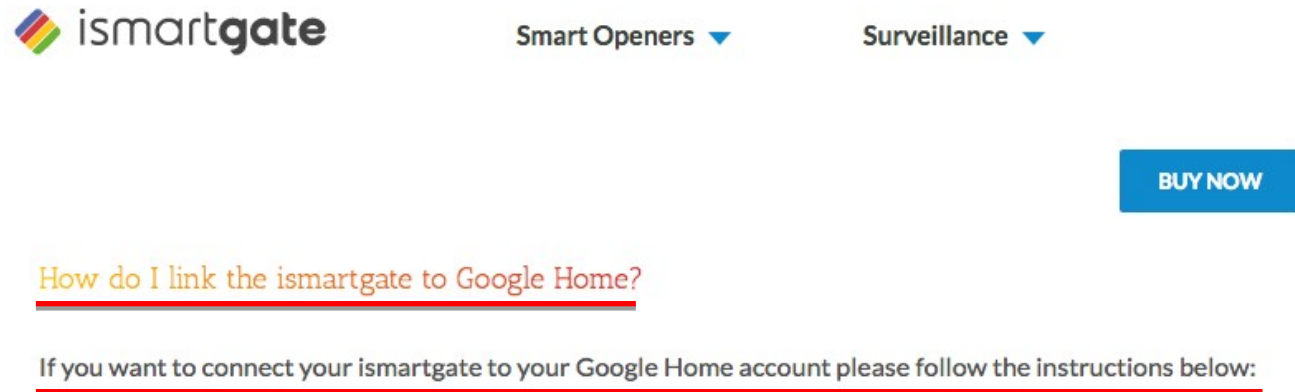 ismartgate
Smart Openers
Surveillance
BUY NOW
How do I link the ismartgate to Google Home?
If you want to connect your ismartgate to your Google Home account please follow the instructions below: